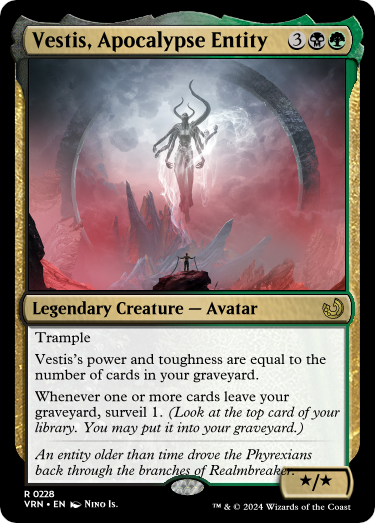 Vestis, Apocalypse Entity 3
Legendary Creature — Avatar
Trample
Vestis's power and toughness are equal to the
number of cards in your graveyard.
Whenever one or more cards leave your
graveyard, surveil 1. (Look at the top card of your
library. You may put it into your graveyard.)
An entity older than time drove the Phyrexians
back through the branches of Realmbreaker.
★/★
R 0228
VRN • EN Nino Is.
™ & © 2024 Wizards of the Coast